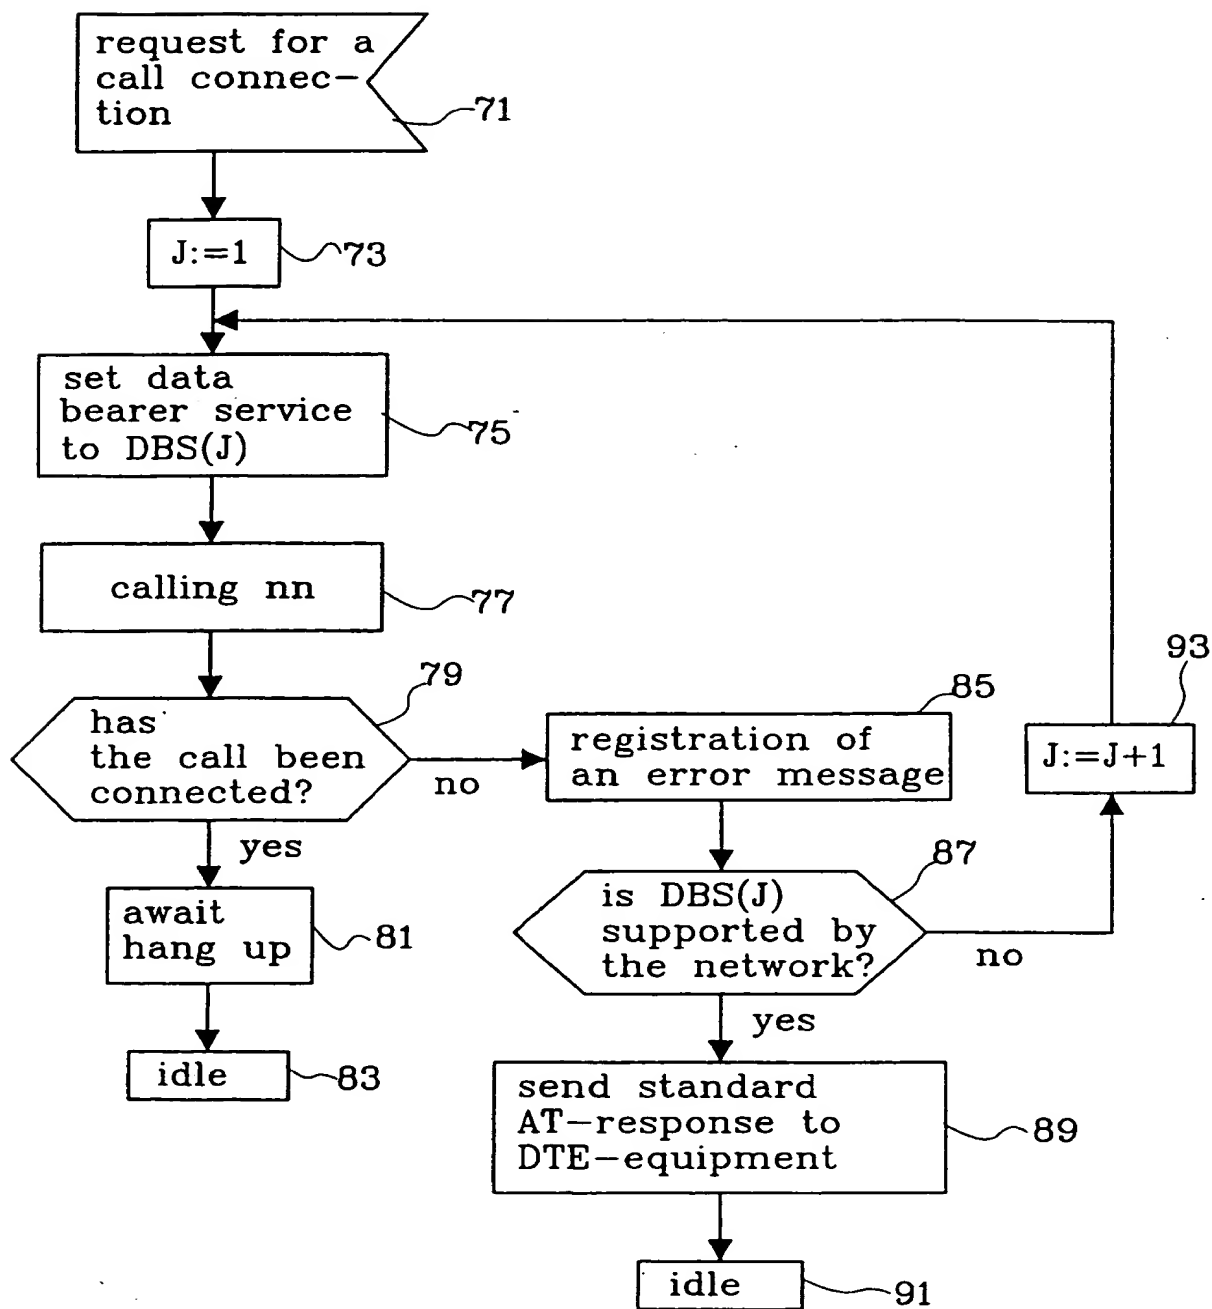 request for a
call connec-
tion
71
J:=1
73
set data
bearer service
to DBS(J)
75
calling nn
77
has
the call been
connected?
79
no
yes
await
hang up
81
idle
83
registration of
an error message
85
is DBS(J)
supported by
the network?
87
no
yes
J:=J+1
93
send standard
AT-response to
DTE-equipment
89
idle
91